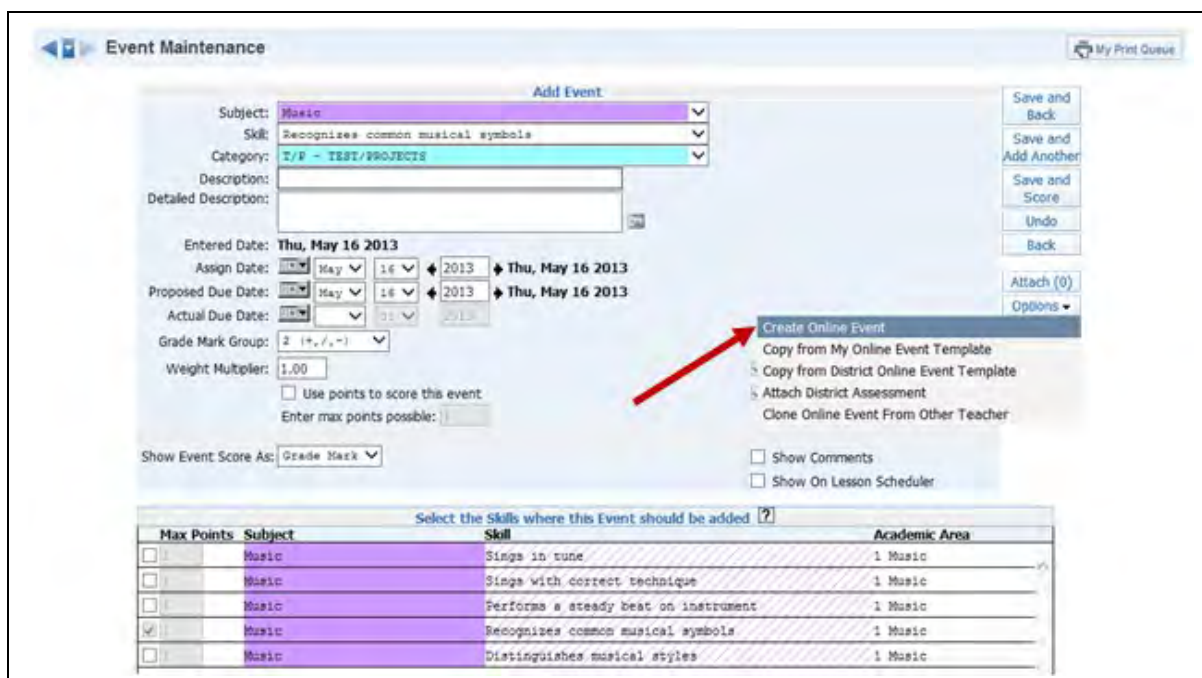 Event Maintenance
My Print Queue
Add Event
Subject: Music
Skill: Recognizes common musical symbols
Category: T/P - TEST/PROJECTS
Description:
Detailed Description:
Entered Date: Thu, May 16 2013
Assign Date: May 16 2013 Thu, May 16 2013
Proposed Due Date: May 16 2013 Thu, May 16 2013
Actual Due Date: 2013
Grade Mark Group: 2 (+,/,-)
Weight Multiplier: 1.00
Use points to score this event
Enter max points possible:
Show Event Score As: Grade Mark
Save and
Back
Save and
Add Another
Save and
Score
Undo
Back
Attach (0)
Options
Create Online Event
Copy from My Online Event Template
Copy from District Online Event Template
Attach District Assessment
Clone Online Event From Other Teacher
Show Comments
Show On Lesson Scheduler
Select the Skills where this Event should be added ?
Max Points Subject Skill Academic Area
Music Sings in tune 1 Music
Music Sings with correct technique 1 Music
Music Performs a steady beat on instrument 1 Music
Music Recognizes common musical symbols 1 Music
Music Distinguishes musical styles 1 Music